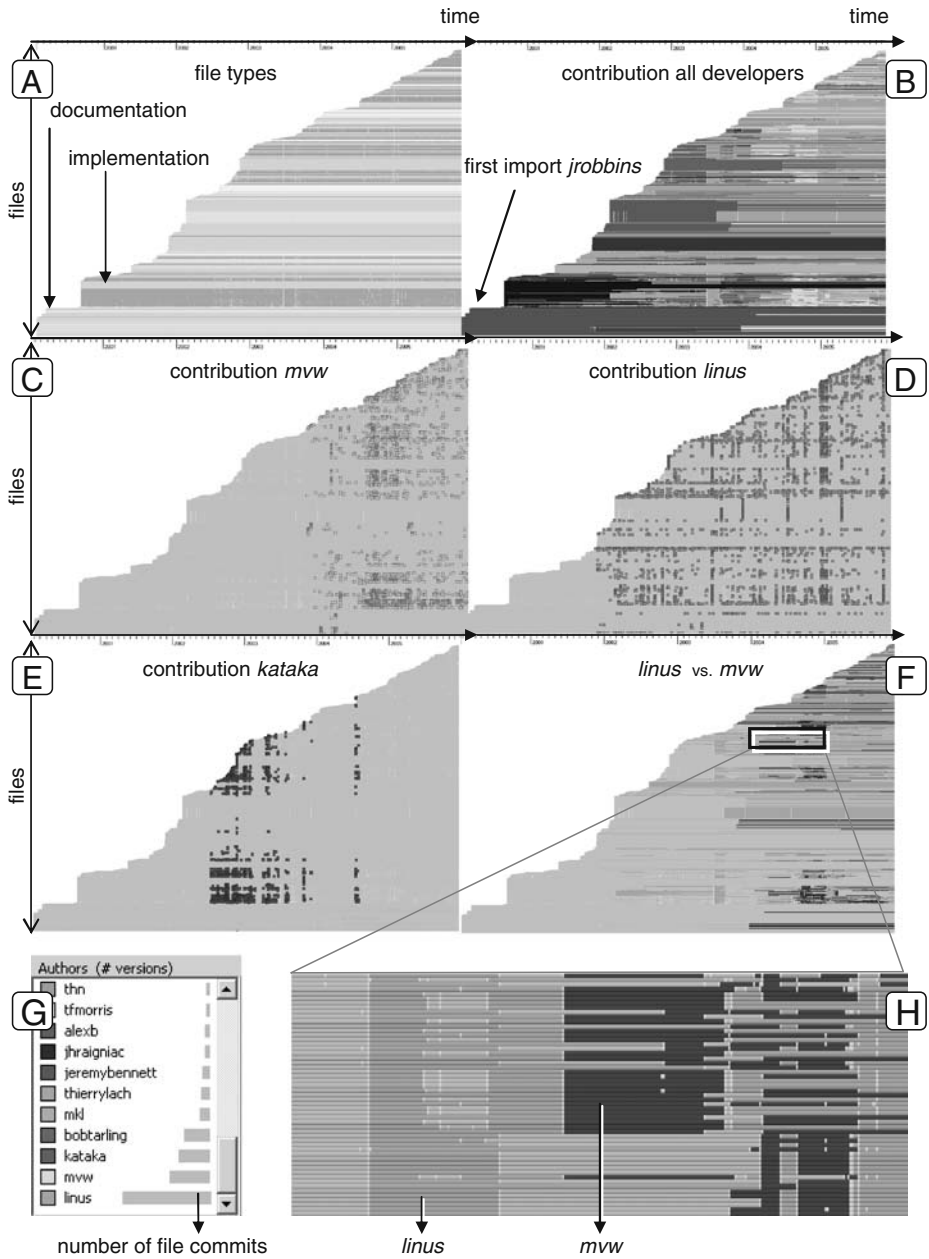 time
time
A
file types
contribution all developers
B
documentation
implementation
first import jrobbins
files
C
contribution mvw
contribution linus
D
files
E
contribution kataka
linus vs. mvw
F
files
Authors (# versions)
G
thn
tfmorris
alexb
jhraigniac
jeremybennett
thierrylach
mkl
bobtarling
kataka
mvw
linus
H
number of file commits
linus
mvw